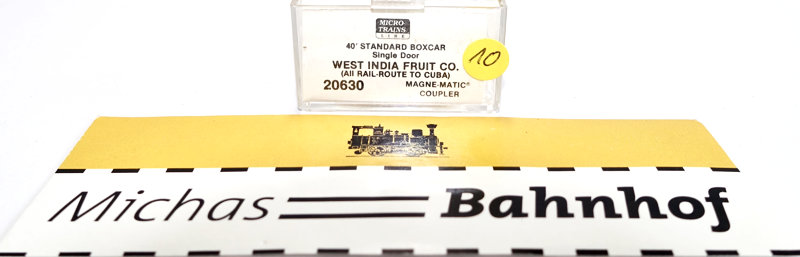 MICRO-
TRAINS
LINE
40' STANDARD BOXCAR
Single Door
WEST INDIA FRUIT CO.
(All RAIL-ROUTE TO CUBA)
20630 MAGNE-MATIC®
COUPLER
10
Michas Bahnhof